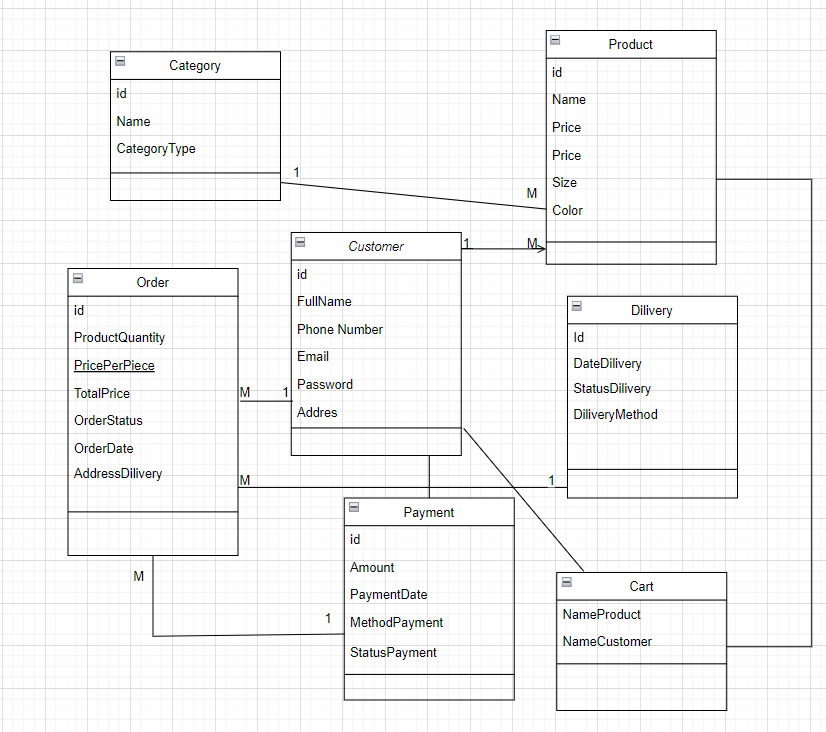 Category
id
Name
CategoryType
1
Product
id
Name
Price
Price
Size
Color
M
Customer
id
FullName
Phone Number
Email
Password
Addres
1
M
Order
id
ProductQuantity
PricePerPiece
TotalPrice
OrderStatus
OrderDate
AddressDilivery
M
1
Dilivery
Id
DateDilivery
StatusDilivery
DiliveryMethod
M
1
Payment
id
Amount
PaymentDate
MethodPayment
StatusPayment
M
1
Cart
NameProduct
NameCustomer